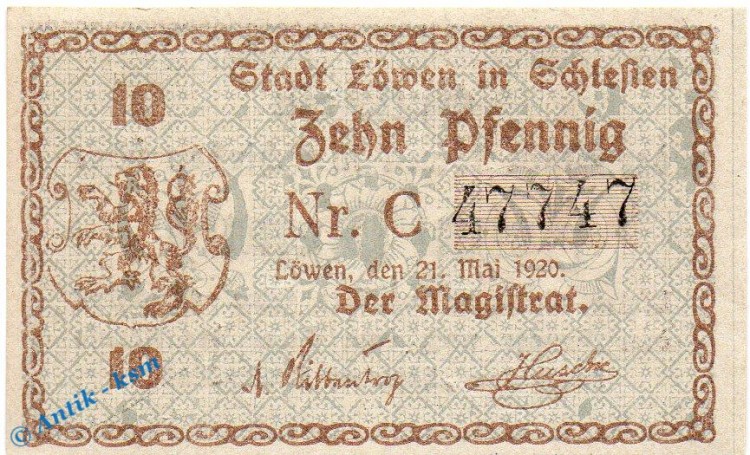 Stadt Löwen in Schlesien
10
Zehn Pfennig
Nr. C 47747
Löwen, den 21. Mai 1920.
Der Magistrat.
10
© Antik - ksm